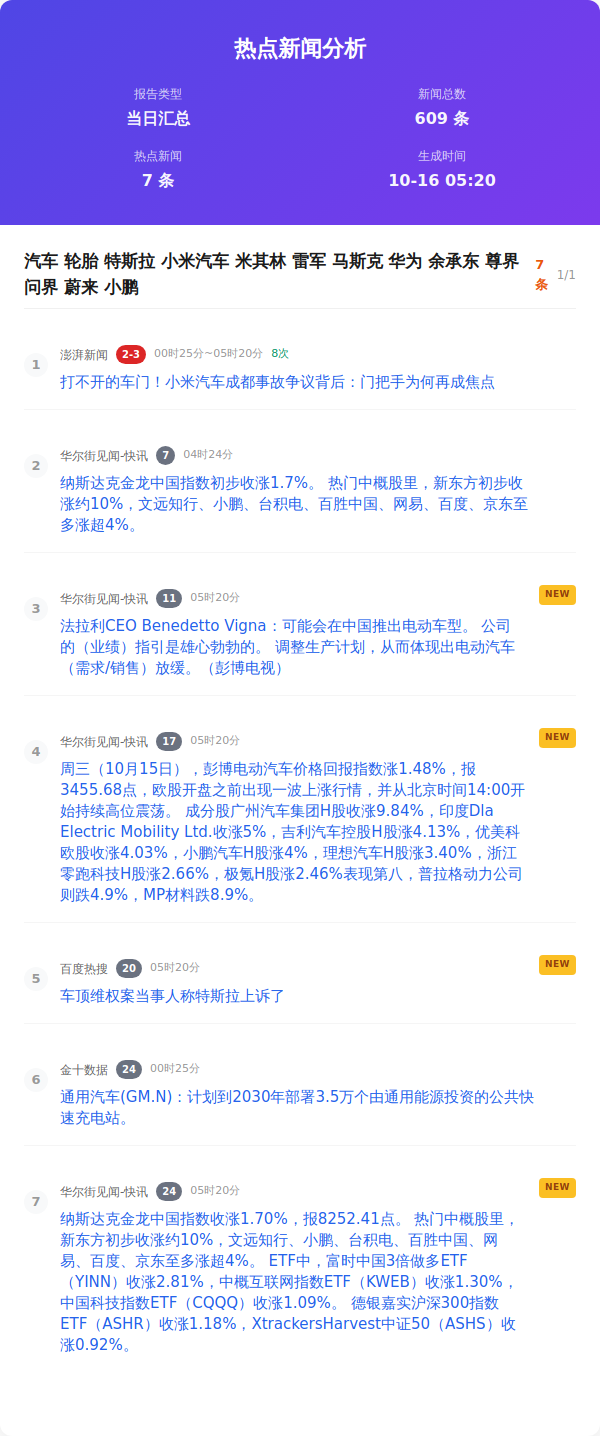 热点新闻分析
报告类型
当日汇总
新闻总数
609 条
热点新闻
7 条
生成时间
10-16 05:20
汽车 轮胎 特斯拉 小米汽车 米其林 雷军 马斯克 华为 余承东 尊界
问界 蔚来 小鹏
7
条
1/1
1
澎湃新闻 2-3 00时25分~05时20分 8次
打不开的车门！小米汽车成都事故争议背后：门把手为何再成焦点
2
华尔街见闻-快讯 7 04时24分
纳斯达克金龙中国指数初步收涨1.7%。 热门中概股里，新东方初步收
涨约10%，文远知行、小鹏、台积电、百胜中国、网易、百度、京东至
多涨超4%。
3
华尔街见闻-快讯 11 05时20分
NEW
法拉利CEO Benedetto Vigna：可能会在中国推出电动车型。 公司
的（业绩）指引是雄心勃勃的。 调整生产计划，从而体现出电动汽车
（需求/销售）放缓。（彭博电视）
4
华尔街见闻-快讯 17 05时20分
NEW
周三（10月15日），彭博电动汽车价格回报指数涨1.48%，报
3455.68点，欧股开盘之前出现一波上涨行情，并从北京时间14:00开
始持续高位震荡。 成分股广州汽车集团H股收涨9.84%，印度Dla
Electric Mobility Ltd.收涨5%，吉利汽车控股H股涨4.13%，优美科
欧股收涨4.03%，小鹏汽车H股涨4%，理想汽车H股涨3.40%，浙江
零跑科技H股涨2.66%，极氪H股涨2.46%表现第八，普拉格动力公司
则跌4.9%，MP材料跌8.9%。
5
百度热搜 20 05时20分
NEW
车顶维权案当事人称特斯拉上诉了
6
金十数据 24 00时25分
通用汽车(GM.N)：计划到2030年部署3.5万个由通用能源投资的公共快
速充电站。
7
华尔街见闻-快讯 24 05时20分
NEW
纳斯达克金龙中国指数收涨1.70%，报8252.41点。 热门中概股里，
新东方初步收涨约10%，文远知行、小鹏、台积电、百胜中国、网
易、百度、京东至多涨超4%。 ETF中，富时中国3倍做多ETF
（YINN）收涨2.81%，中概互联网指数ETF（KWEB）收涨1.30%，
中国科技指数ETF（CQQQ）收涨1.09%。 德银嘉实沪深300指数
ETF（ASHR）收涨1.18%，XtrackersHarvest中证50（ASHS）收
涨0.92%。